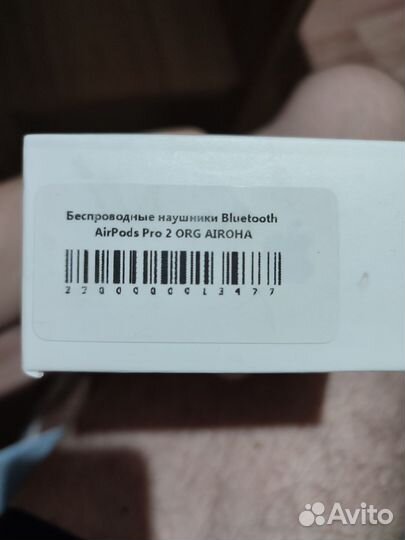 Беспроводные наушники Bluetooth
AirPods Pro 2 ORG AIROHA
2200000013477
Avito